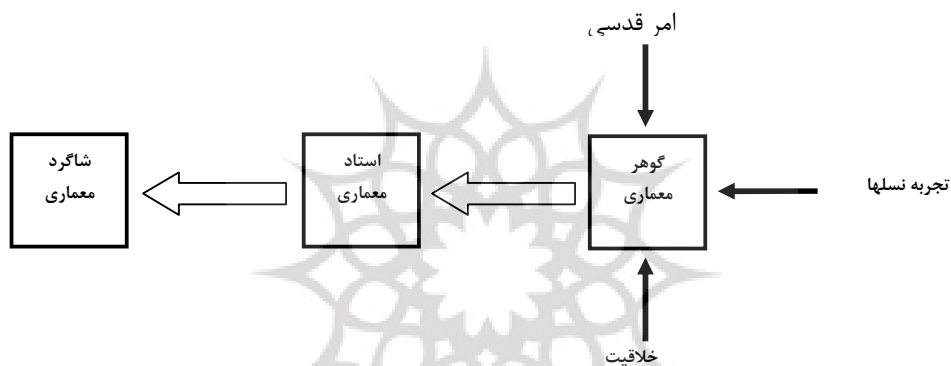 امر قدسی
گوهر
معماری
استاد
معماری
شاگرد
معماری
تجربه نسلها
خلاقیت